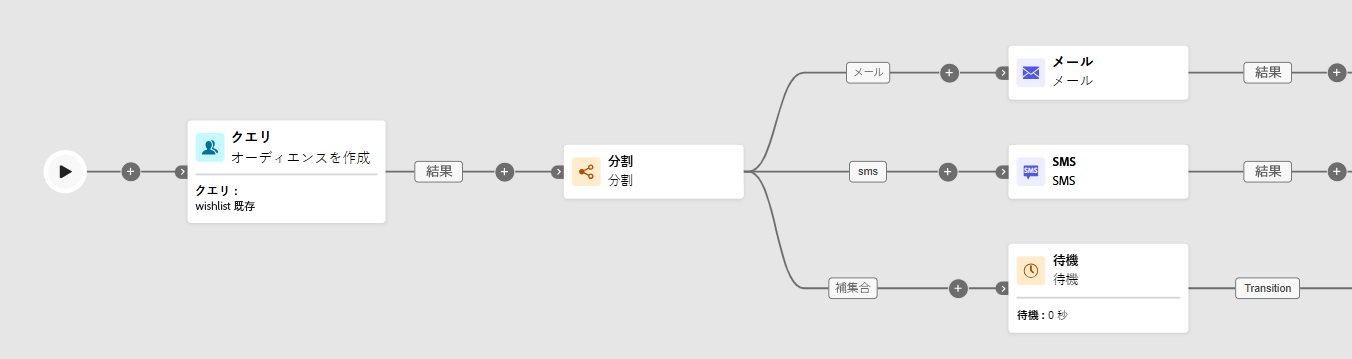 クエリ
オーディエンスを作成
クエリ :
wishlist 既存
結果
分割
分割
メール
メール
メール
結果
sms
SMS
SMS
SMS
結果
補集合
待機
待機
待機 : 0 秒
Transition